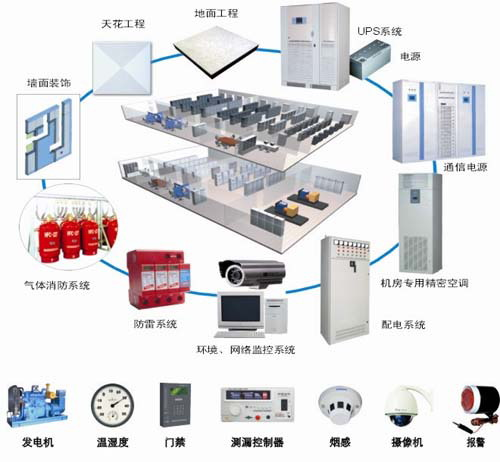 地面工程
天花工程
UPS系统
电源
墙面装饰
通信电源
气体消防系统
机房专用精密空调
防雷系统
配电系统
环境、网络监控系统
发电机
温湿度
门禁
测漏控制器
烟感
摄像机
报警